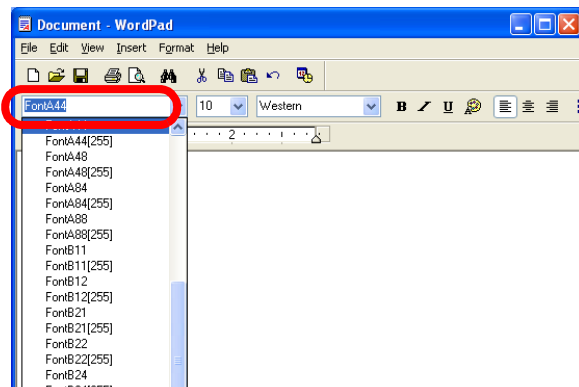 Document - WordPad
File Edit View Insert Format Help
FontA44 10 Western B U
2
FontA44[255]
FontA48
FontA48[255]
FontA84
FontA84[255]
FontA88
FontA88[255]
FontB11
FontB11[255]
FontB12
FontB12[255]
FontB21
FontB21[255]
FontB22
FontB22[255]
FontB24